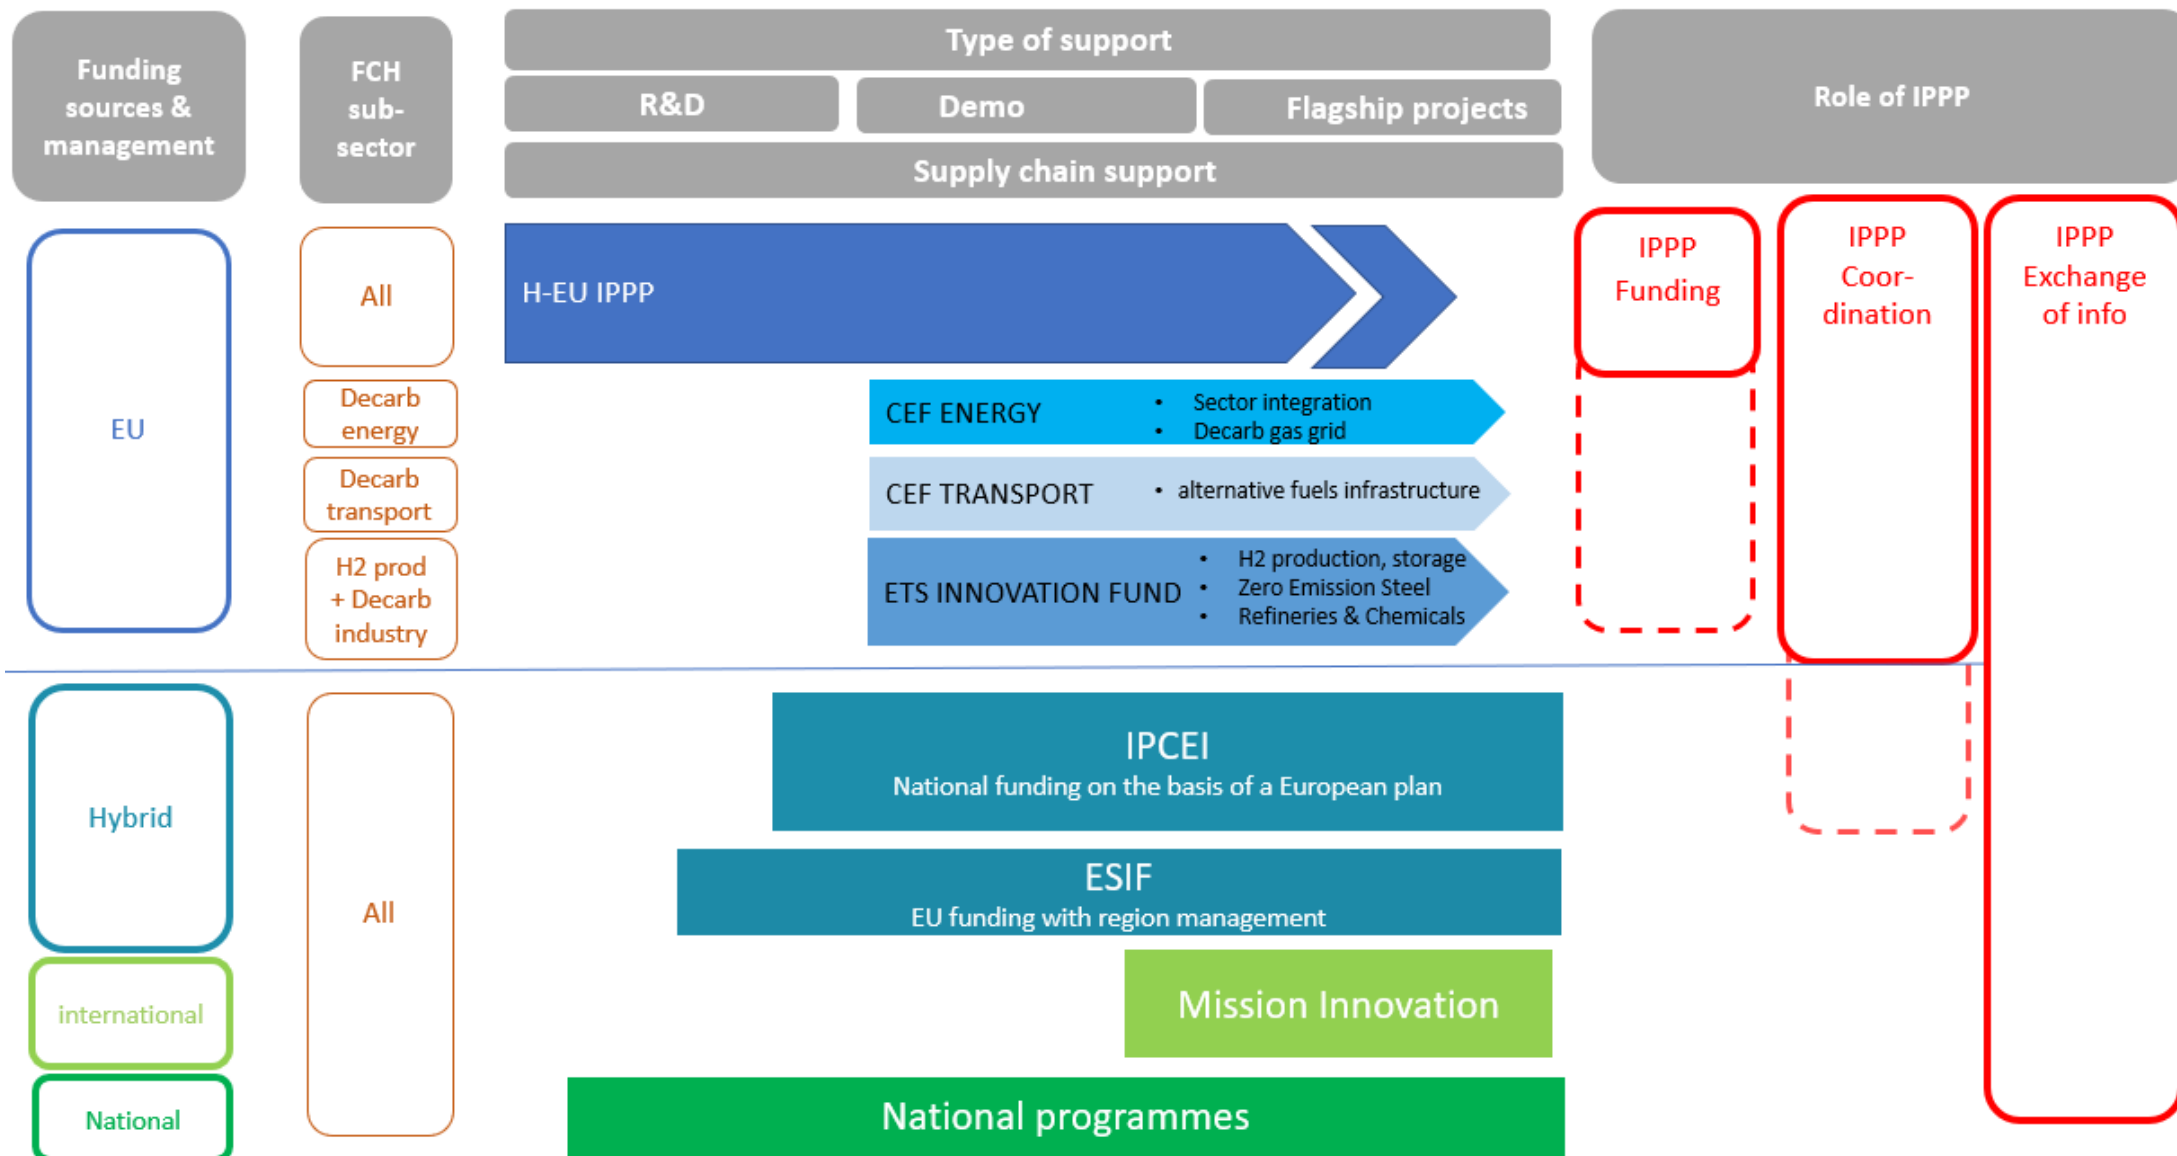 Funding
sources &
management
FCH
sub-
sector
Type of support
R&D
Demo
Flagship projects
Supply chain support
Role of IPPP
EU
All
H-EU IPPP
IPPP
Funding
IPPP
Coor-
dination
IPPP
Exchange
of info
Decarb
energy
CEF ENERGY
• Sector integration
• Decarb gas grid
Decarb
transport
CEF TRANSPORT
• alternative fuels infrastructure
H2 prod
+ Decarb
industry
ETS INNOVATION FUND
• H2 production, storage
• Zero Emission Steel
• Refineries & Chemicals
Hybrid
All
IPCEI
National funding on the basis of a European plan
ESIF
EU funding with region management
international
Mission Innovation
National
National programmes